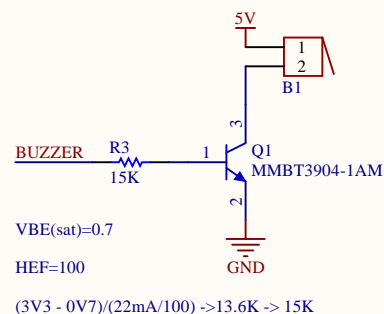 5V
1
2
B1
3
BUZZER
R3
15K
1
Q1
MMBT3904-1AM
2
GND
VBE(sat)=0.7
HEF=100
(3V3 - 0V7)/(22mA/100) ->13.6K -> 15K